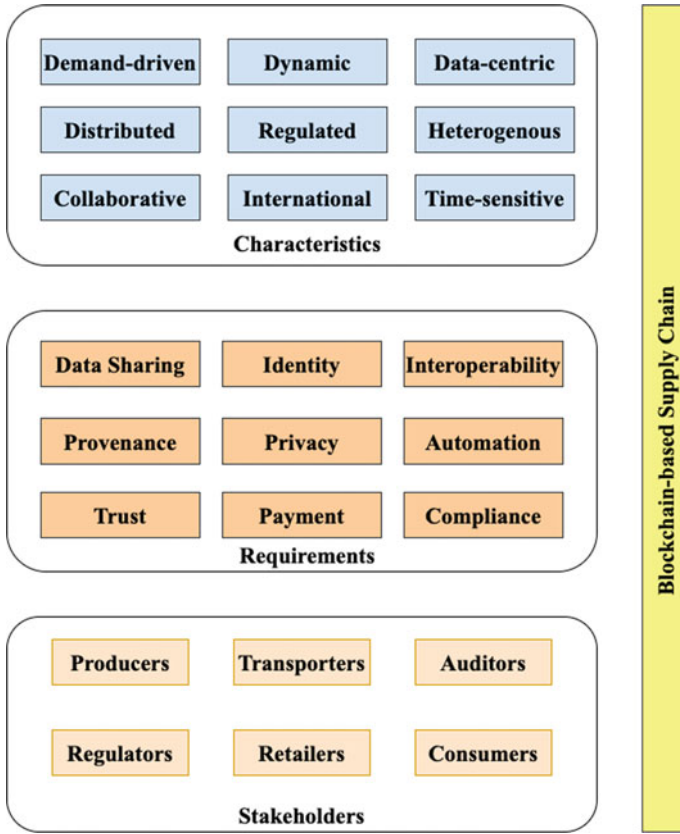 Demand-driven
Dynamic
Data-centric
Distributed
Regulated
Heterogenous
Collaborative
International
Time-sensitive
Characteristics
Data Sharing
Identity
Interoperability
Provenance
Privacy
Automation
Trust
Payment
Compliance
Requirements
Producers
Transporters
Auditors
Regulators
Retailers
Consumers
Stakeholders
Blockchain-based Supply Chain